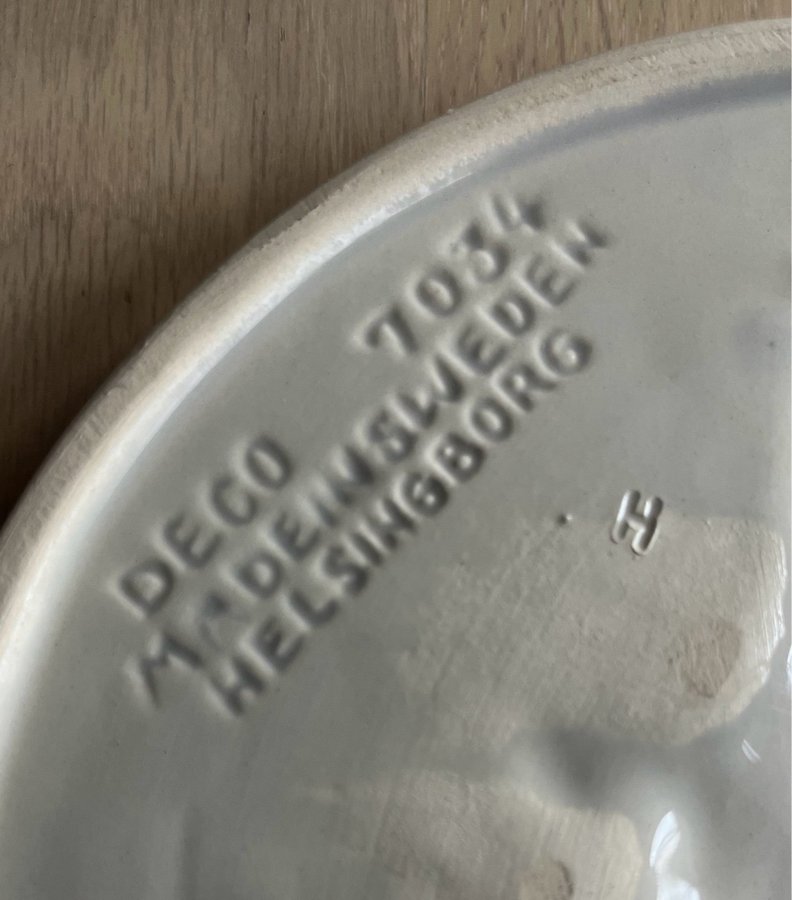 DECO 7034
MADE IN SWEDEN
HELSINGBORG
H